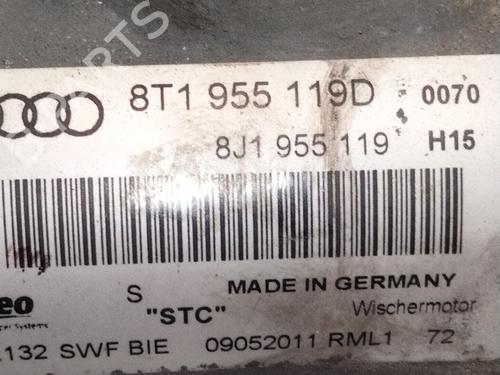 8T1 955 119D 0070
8J1 955 119 H15
S MADE IN GERMANY
"STC" Wischermotor
132 SWF BIE 09052011 RML1 72